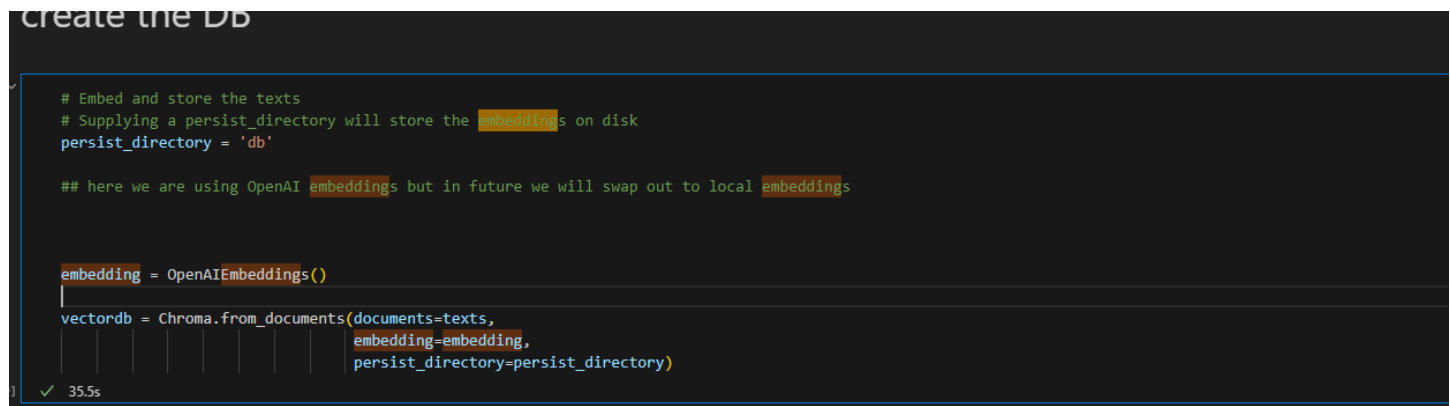 create the DB
# Embed and store the texts
# Supplying a persist_directory will store the embeddings on disk
persist_directory = 'db'
## here we are using OpenAI embeddings but in future we will swap out to local embeddings
embedding = OpenAIEmbeddings()
vectordb = Chroma.from_documents(documents=texts,
embedding=embedding,
persist_directory=persist_directory)
] ✓ 35.5s